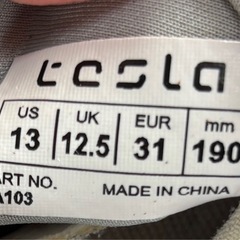 tesla
US UK EUR mm
13 12.5 31 190
ART NO. MADE IN CHINA
A103